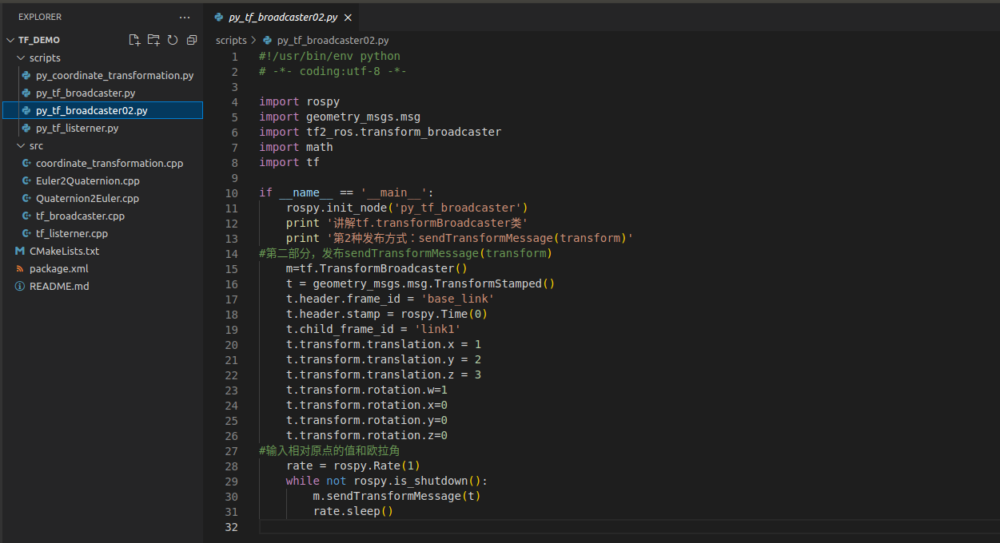 EXPLORER
TF_DEMO
scripts
py_coordinate_transformation.py
py_tf_broadcaster.py
py_tf_broadcaster02.py
py_tf_listerner.py
src
coordinate_transformation.cpp
Euler2Quaternion.cpp
Quaternion2Euler.cpp
tf_broadcaster.cpp
tf_listerner.cpp
CMakeLists.txt
package.xml
README.md
py_tf_broadcaster02.py
scripts > py_tf_broadcaster02.py
1 #!/usr/bin/env python
2 # -*- coding:utf-8 -*-
3
4 import rospy
5 import geometry_msgs.msg
6 import tf2_ros.transform_broadcaster
7 import math
8 import tf
9
10 if __name__ == '__main__':
11 rospy.init_node('py_tf_broadcaster')
12 print '讲解tf.transformBroadcaster类'
13 print '第2种发布方式：sendTransformMessage(transform)'
14 #第二部分，发布sendTransformMessage(transform)
15 m=tf.TransformBroadcaster()
16 t = geometry_msgs.msg.TransformStamped()
17 t.header.frame_id = 'base_link'
18 t.header.stamp = rospy.Time(0)
19 t.child_frame_id = 'link1'
20 t.transform.translation.x = 1
21 t.transform.translation.y = 2
22 t.transform.translation.z = 3
23 t.transform.rotation.w=1
24 t.transform.rotation.x=0
25 t.transform.rotation.y=0
26 t.transform.rotation.z=0
27 #输入相对原点的值和欧拉角
28 rate = rospy.Rate(1)
29 while not rospy.is_shutdown():
30 m.sendTransformMessage(t)
31 rate.sleep()
32